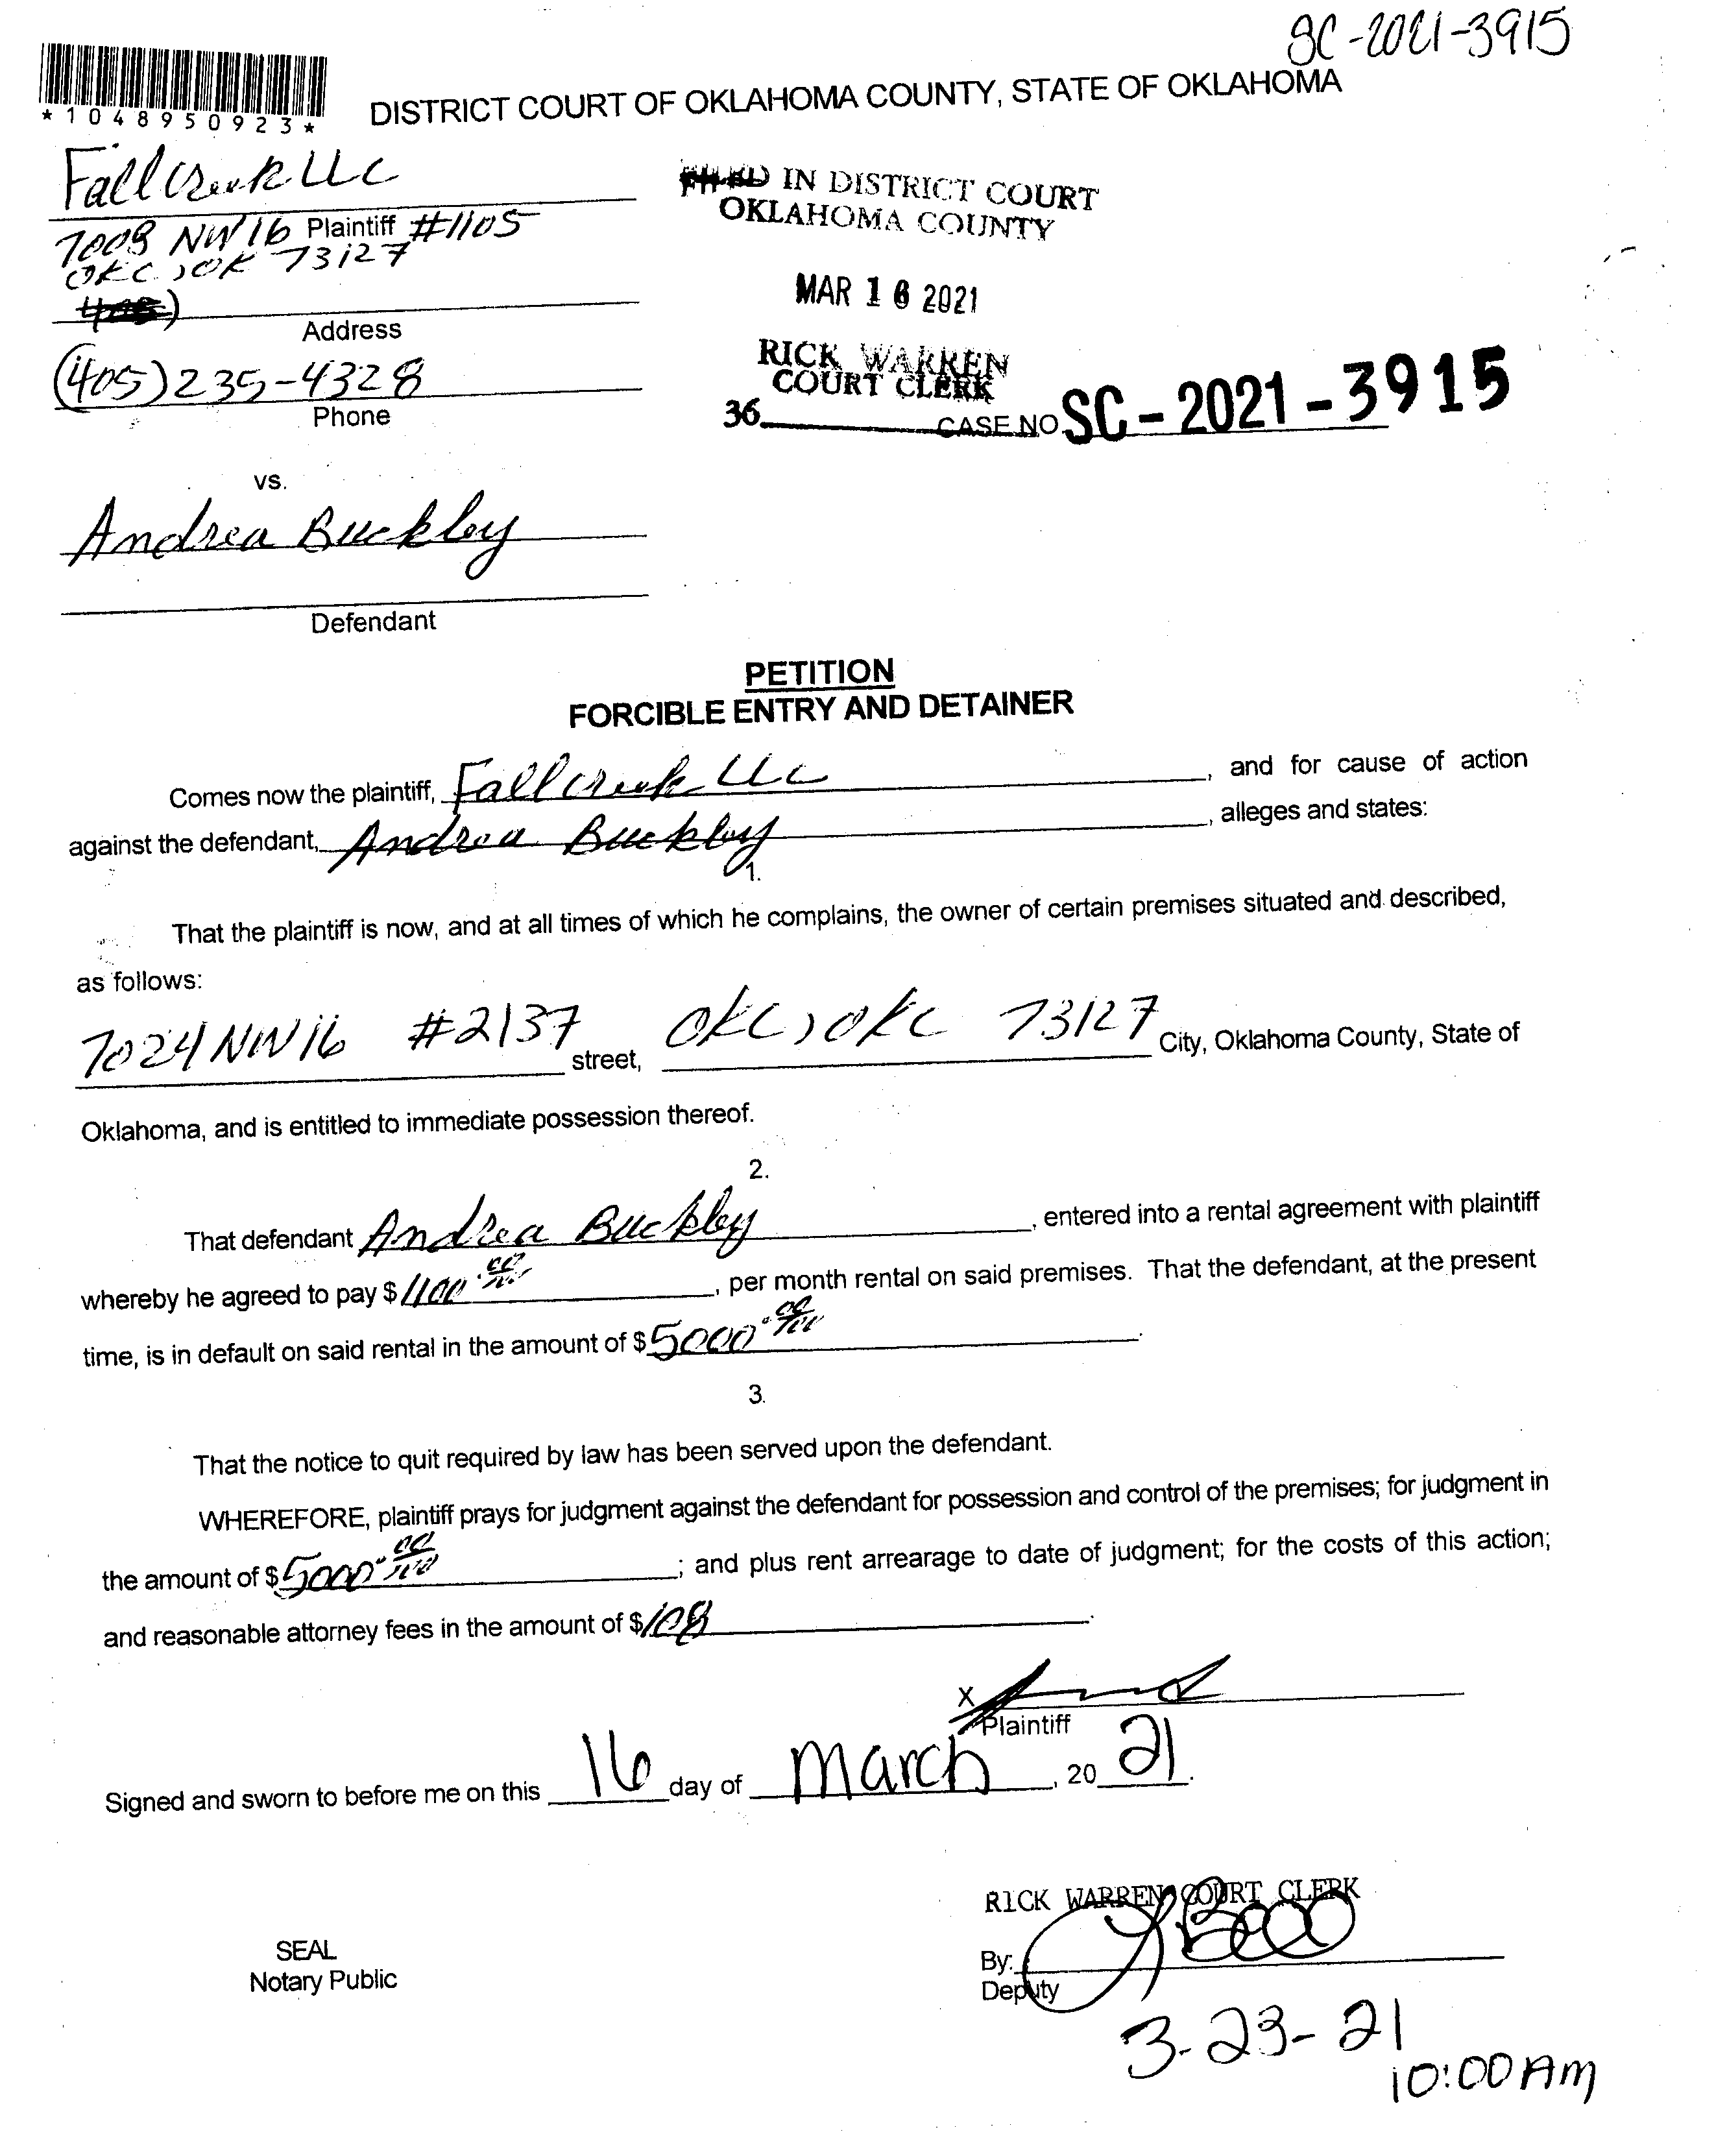 SC-2021-3915
*1048950923*
DISTRICT COURT OF OKLAHOMA COUNTY, STATE OF OKLAHOMA
Fallcreek LLC
Plaintiff
7008 NW 16 #1105
OKC, OK 73127
Address
(405) 235-4328
Phone
FILED IN DISTRICT COURT
OKLAHOMA COUNTY
MAR 16 2021
RICK WARREN
COURT CLERK
36
CASE NO SC-2021-3915
vs.
Andrea Buckley
Defendant
PETITION
FORCIBLE ENTRY AND DETAINER
Comes now the plaintiff, Fallcreek LLC, and for cause of action
against the defendant, Andrea Buckley, alleges and states:
1.
That the plaintiff is now, and at all times of which he complains, the owner of certain premises situated and described,
as follows:
7024 NW 16 #2137 street, OKC, OKC 73127 City, Oklahoma County, State of
Oklahoma, and is entitled to immediate possession thereof.
2.
That defendant Andrea Buckley, entered into a rental agreement with plaintiff
whereby he agreed to pay $1100.00/100, per month rental on said premises. That the defendant, at the present
time, is in default on said rental in the amount of $5000.00/100.
3.
That the notice to quit required by law has been served upon the defendant.
WHEREFORE, plaintiff prays for judgment against the defendant for possession and control of the premises; for judgment in
the amount of $5000.00/100; and plus rent arrearage to date of judgment; for the costs of this action;
and reasonable attorney fees in the amount of $108.
X
Plaintiff
Signed and sworn to before me on this 16 day of March, 2021.
RICK WARREN COURT CLERK
SEAL
Notary Public
By:
Deputy
3-23-21
10:00 AM